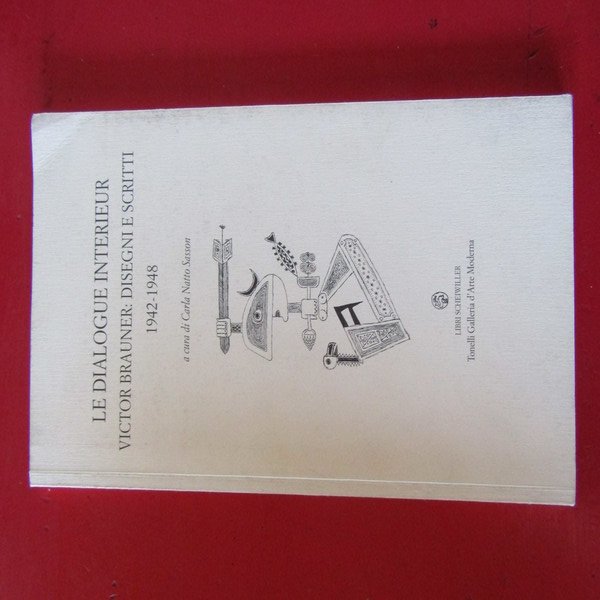 LE DIALOGUE INTERIEUR
VICTOR BRAUNER: DISEGNI E SCRITTI
1942-1948
a cura di Carla Natto Sasson
LIBRI SCHEIWILLER
Tonelli Galleria d'Arte Moderna